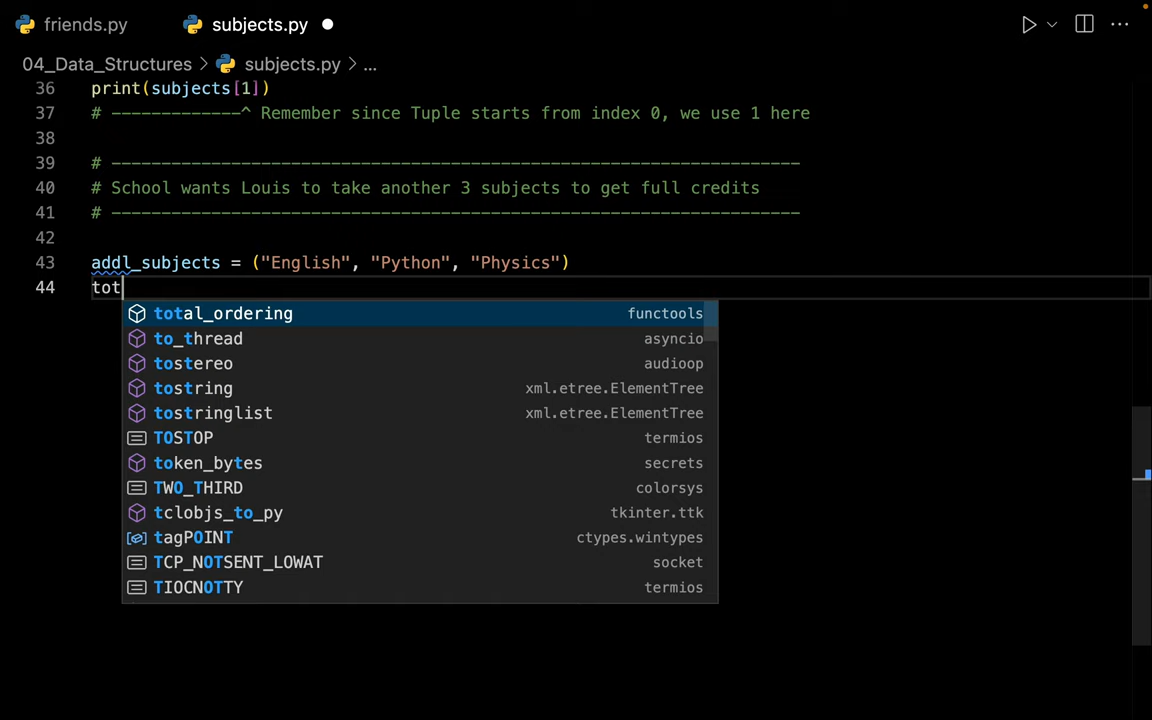 friends.py subjects.py
04_Data_Structures > subjects.py > ...
36 print(subjects[1])
37 # -------------^ Remember since Tuple starts from index 0, we use 1 here
38
39 # ---------------------------------------------------------------------
40 # School wants Louis to take another 3 subjects to get full credits
41 # ---------------------------------------------------------------------
42
43 addl_subjects = ("English", "Python", "Physics")
44 tot
total_ordering functools
to_thread asyncio
tostereo audioop
tostring xml.etree.ElementTree
tostringlist xml.etree.ElementTree
TOSTOP termios
token_bytes secrets
TWO_THIRD colorsys
tclobjs_to_py tkinter.ttk
tagPOINT ctypes.wintypes
TCP_NOTSENT_LOWAT socket
TIOCNOTTY termios